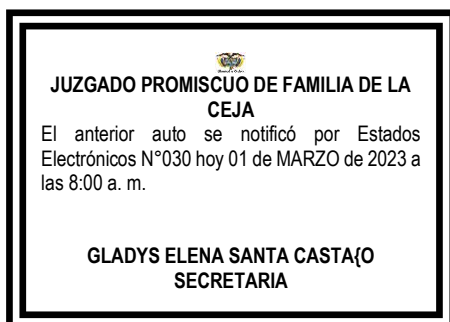 JUZGADO PROMISCUO DE FAMILIA DE LA
CEJA
El anterior auto se notificó por Estados
Electrónicos N°030 hoy 01 de MARZO de 2023 a
las 8:00 a. m.
GLADYS ELENA SANTA CASTA{O
SECRETARIA